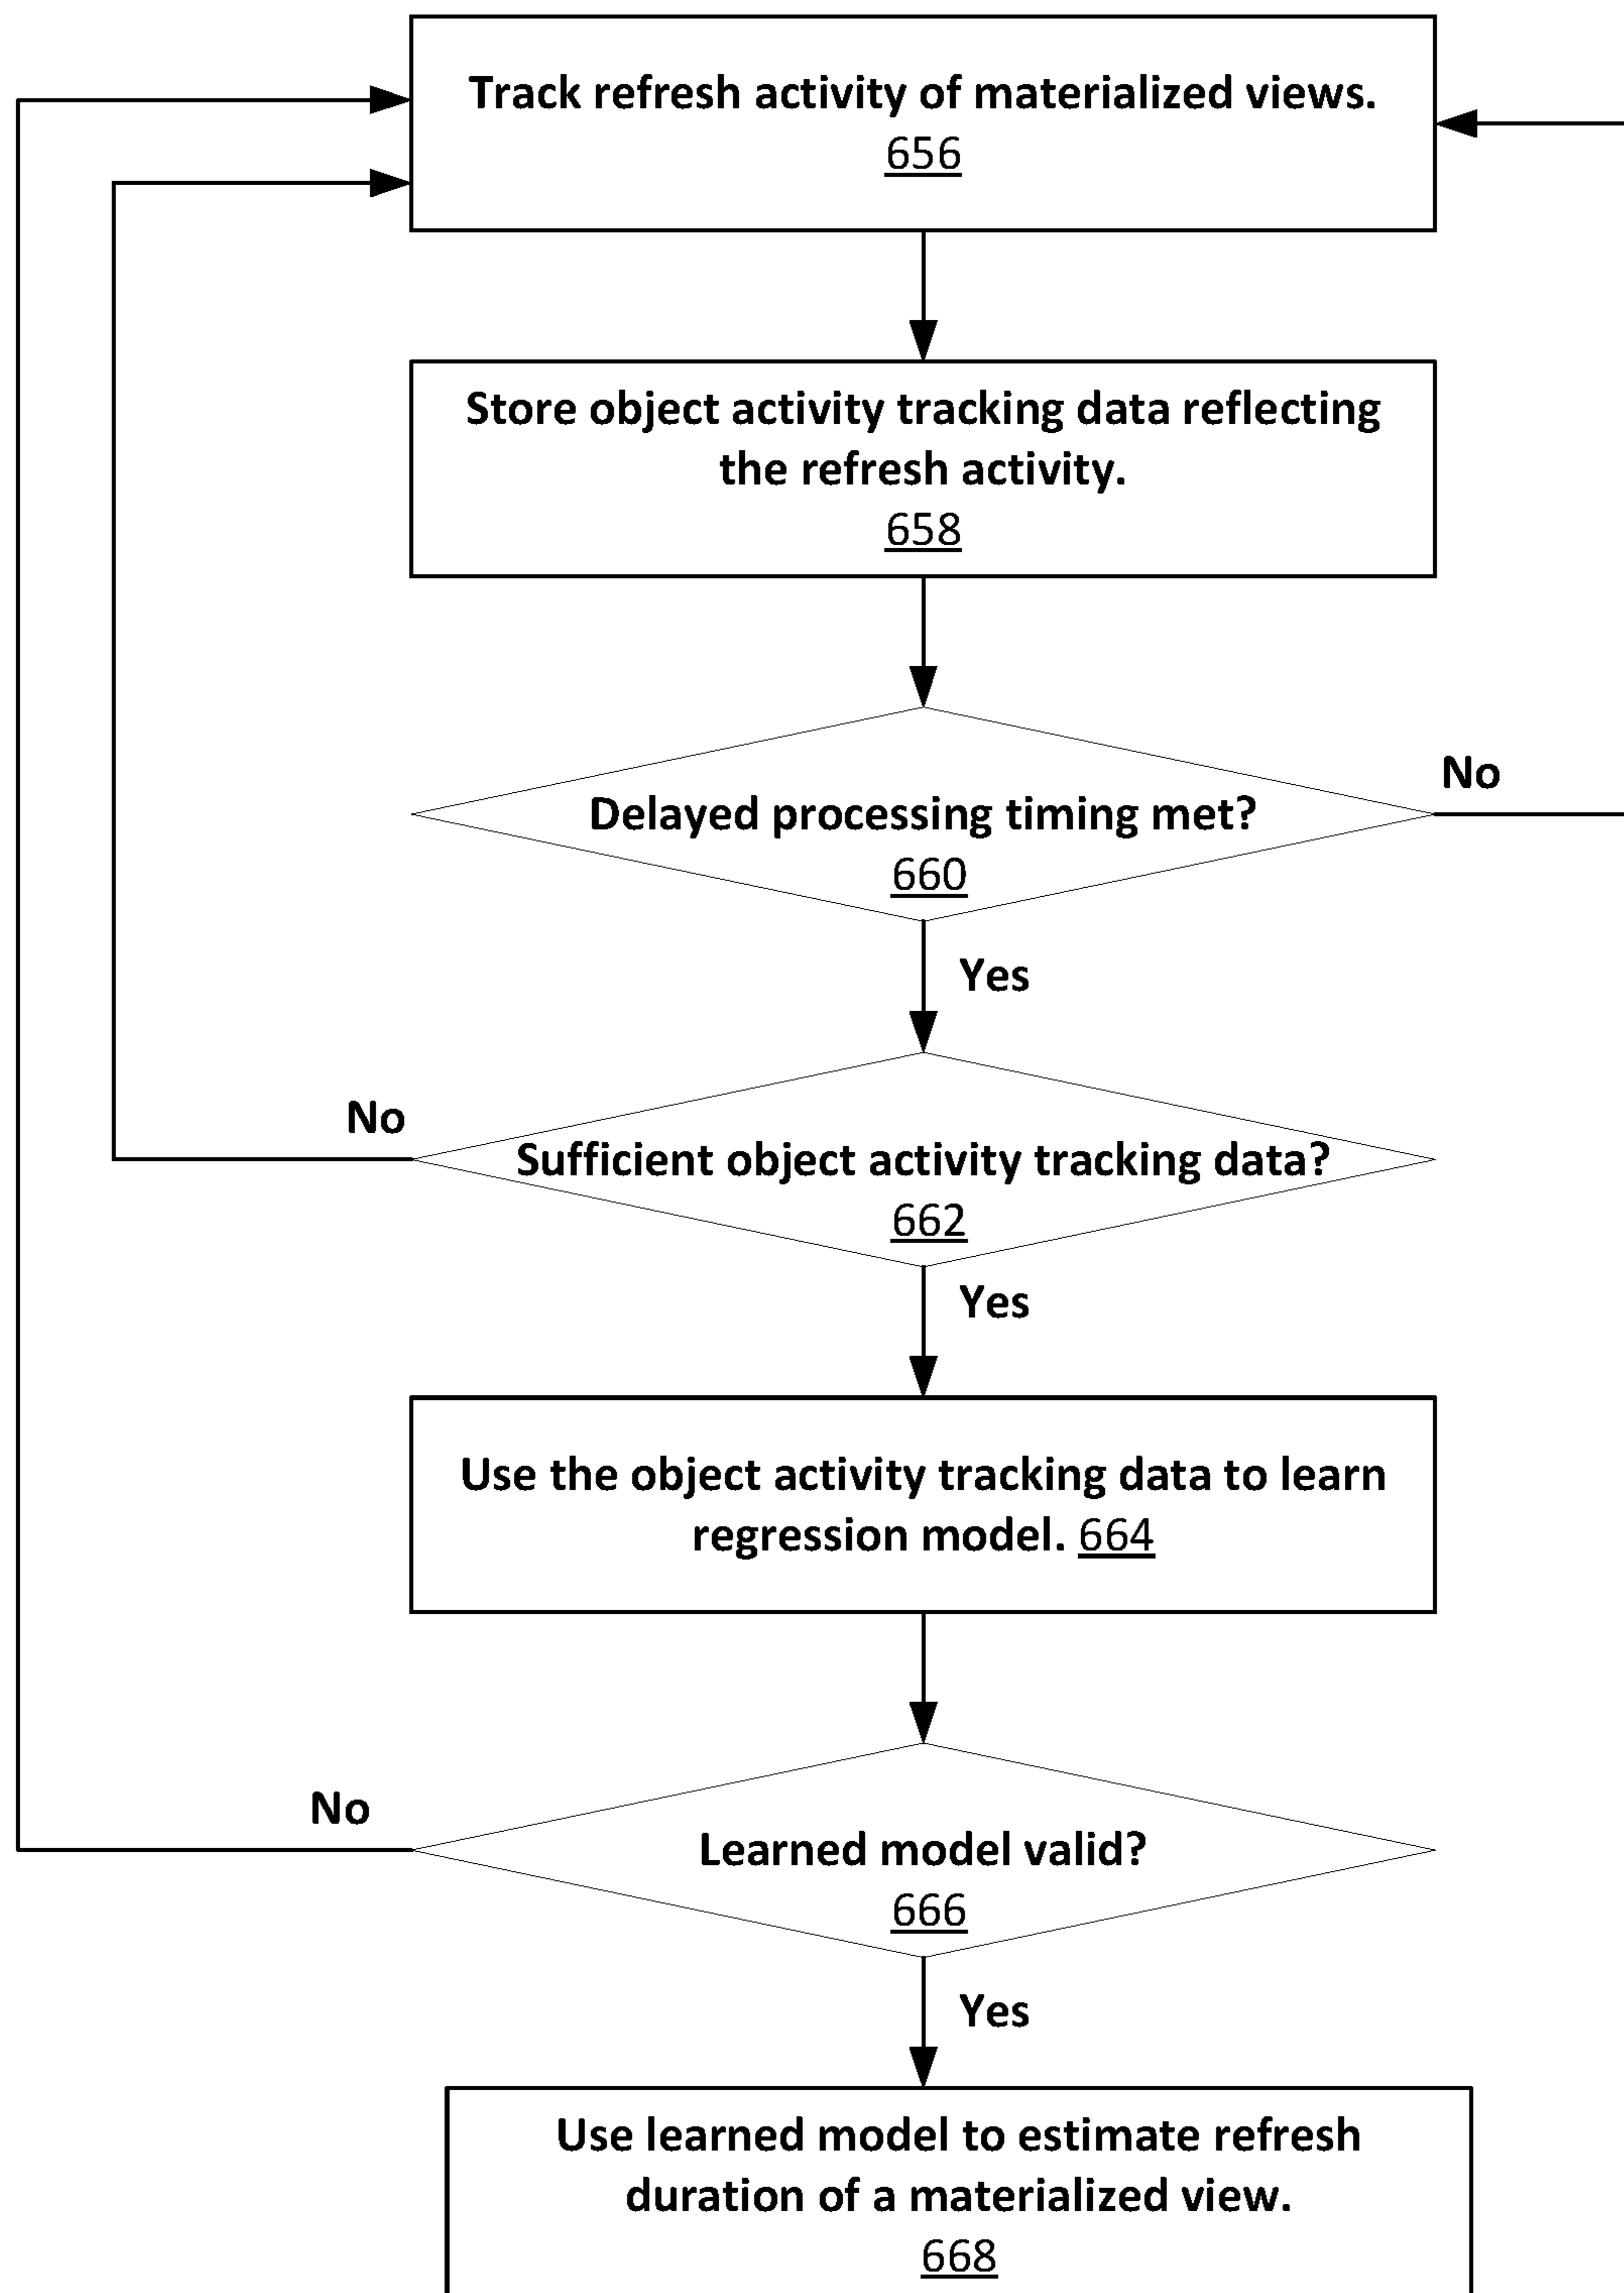 Track refresh activity of materialized views.
656
Store object activity tracking data reflecting
the refresh activity.
658
No
Delayed processing timing met?
660
Yes
No
Sufficient object activity tracking data?
662
Yes
Use the object activity tracking data to learn
regression model. 664
No
Learned model valid?
666
Yes
Use learned model to estimate refresh
duration of a materialized view.
668